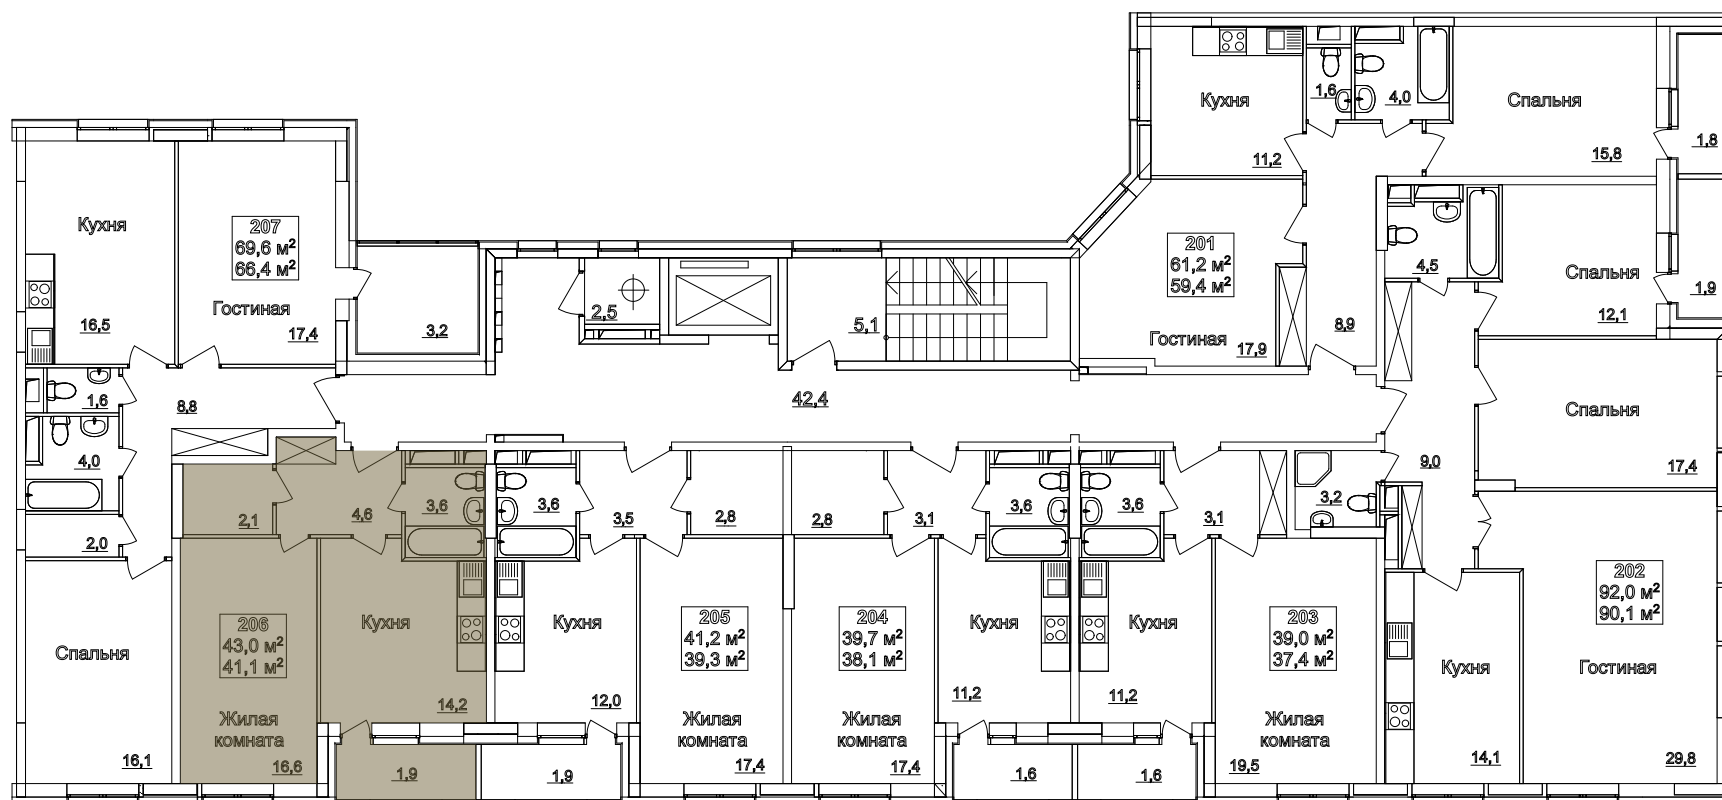 Кухня
1,6
4,0
Спальня
11,2
15,8
1,8
Кухня
207
69,6 м²
66,4 м²
Гостиная
16,5
17,4
3,2
2,5
5,1
201
61,2 м²
59,4 м²
Гостиная
17,9
8,9
4,5
Спальня
12,1
1,9
1,6
8,8
42,4
Спальня
17,4
4,0
2,0
2,1
4,6
3,6
3,6
3,5
2,8
2,8
3,1
3,6
3,6
3,1
3,2
9,0
Спальня
16,1
206
43,0 м²
41,1 м²
Жилая
комната
16,6
Кухня
14,2
1,9
Кухня
12,0
1,9
205
41,2 м²
39,3 м²
Жилая
комната
17,4
204
39,7 м²
38,1 м²
Жилая
комната
17,4
Кухня
11,2
1,6
Кухня
11,2
1,6
203
39,0 м²
37,4 м²
Жилая
комната
19,5
Кухня
14,1
202
92,0 м²
90,1 м²
Гостиная
29,8